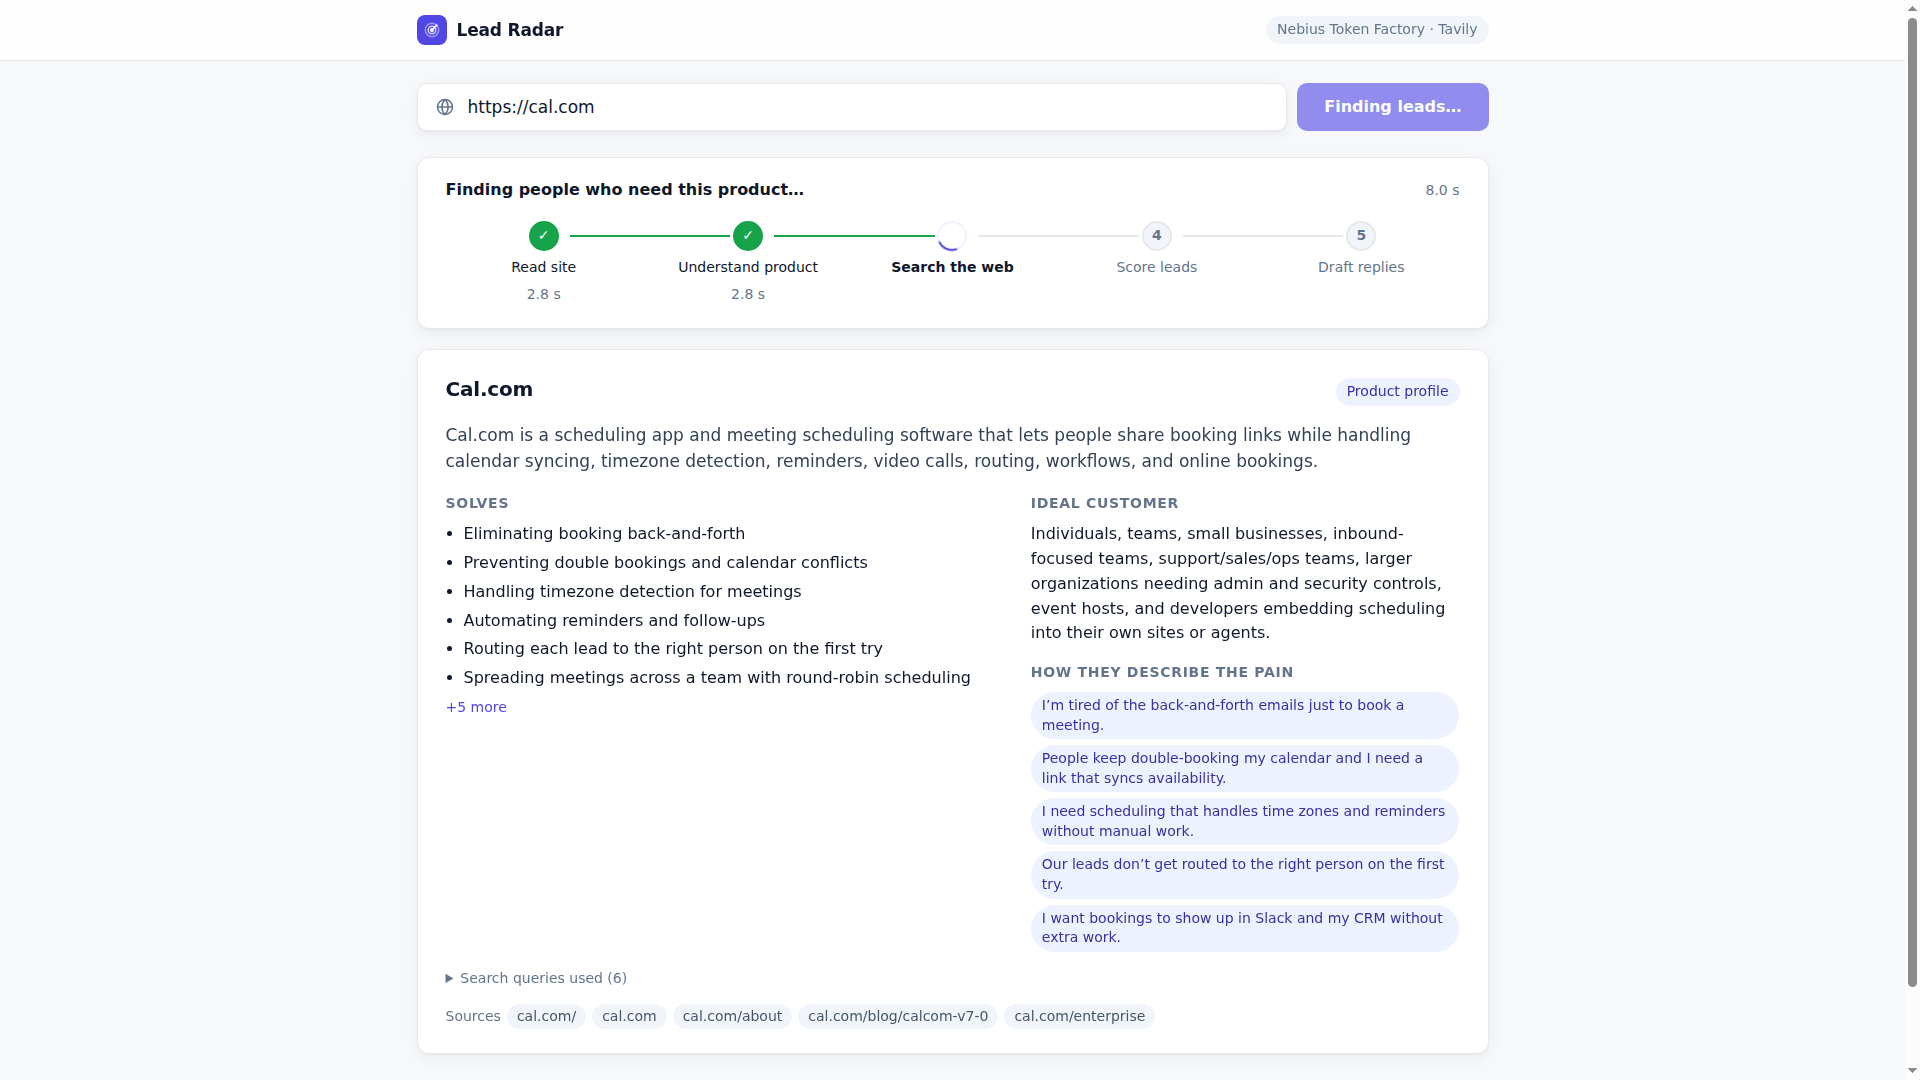 Lead Radar
Nebius Token Factory · Tavily
https://cal.com
Finding leads…
Finding people who need this product…
8.0 s
✓ ✓ 4 5
Read site
Understand product
Search the web
Score leads
Draft replies
2.8 s
2.8 s
Cal.com
Product profile
Cal.com is a scheduling app and meeting scheduling software that lets people share booking links while handling
calendar syncing, timezone detection, reminders, video calls, routing, workflows, and online bookings.
SOLVES
• Eliminating booking back-and-forth
• Preventing double bookings and calendar conflicts
• Handling timezone detection for meetings
• Automating reminders and follow-ups
• Routing each lead to the right person on the first try
• Spreading meetings across a team with round-robin scheduling
+5 more
IDEAL CUSTOMER
Individuals, teams, small businesses, inbound-
focused teams, support/sales/ops teams, larger
organizations needing admin and security controls,
event hosts, and developers embedding scheduling
into their own sites or agents.
HOW THEY DESCRIBE THE PAIN
I’m tired of the back-and-forth emails just to book a
meeting.
People keep double-booking my calendar and I need a
link that syncs availability.
I need scheduling that handles time zones and reminders
without manual work.
Our leads don’t get routed to the right person on the first
try.
I want bookings to show up in Slack and my CRM without
extra work.
▶ Search queries used (6)
Sources
cal.com/
cal.com
cal.com/about
cal.com/blog/calcom-v7-0
cal.com/enterprise